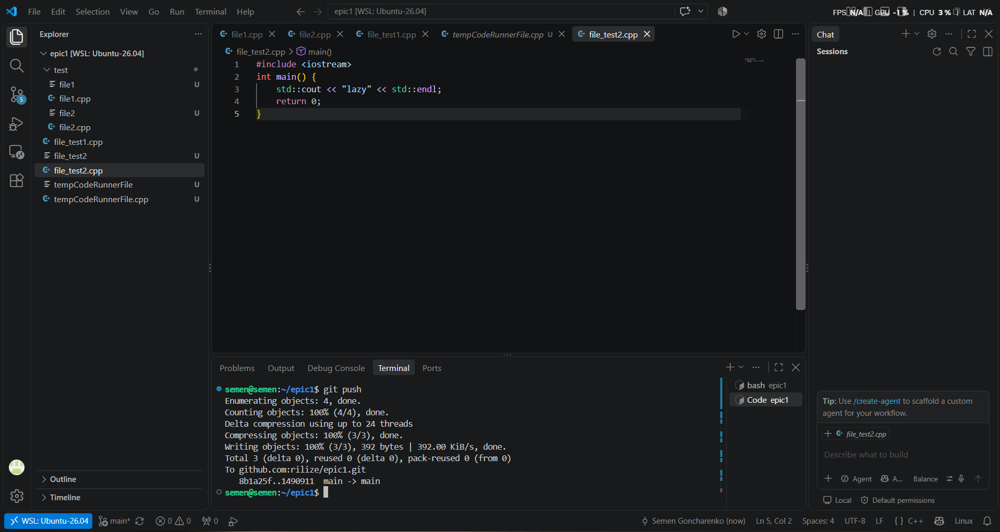 File Edit Selection View Go Run Terminal Help
epic1 [WSL: Ubuntu-26.04]
FPS N/A | GPU -1 % | CPU 3 % LAT N/A
Explorer
epic1 [WSL: Ubuntu-26.04]
test
file1 U
file1.cpp
file2 U
file2.cpp
file_test1.cpp
file_test2 U
file_test2.cpp
tempCodeRunnerFile U
tempCodeRunnerFile.cpp U
Outline
Timeline
5
file1.cpp file2.cpp file_test1.cpp tempCodeRunnerFile.cpp U file_test2.cpp
file_test2.cpp > main()
1 #include <iostream>
2 int main() {
3 std::cout << "lazy" << std::endl;
4 return 0;
5 }
Problems Output Debug Console Terminal Ports
semen@semen:~/epic1$ git push
Enumerating objects: 4, done.
Counting objects: 100% (4/4), done.
Delta compression using up to 24 threads
Compressing objects: 100% (3/3), done.
Writing objects: 100% (3/3), 392 bytes | 392.00 KiB/s, done.
Total 3 (delta 0), reused 0 (delta 0), pack-reused 0 (from 0)
To github.com:rilize/epic1.git
8b1a25f..1490911 main -> main
semen@semen:~/epic1$
bash epic1
Code epic1
Chat
Sessions
Tip: Use /create-agent to scaffold a custom
agent for your workflow.
file_test2.cpp
Describe what to build
Agent A... Balance
Local Default permissions
WSL: Ubuntu-26.04 main* 0 0 0
Semen Goncharenko (now) Ln 5, Col 2 Spaces: 4 UTF-8 LF {} C++ Linux